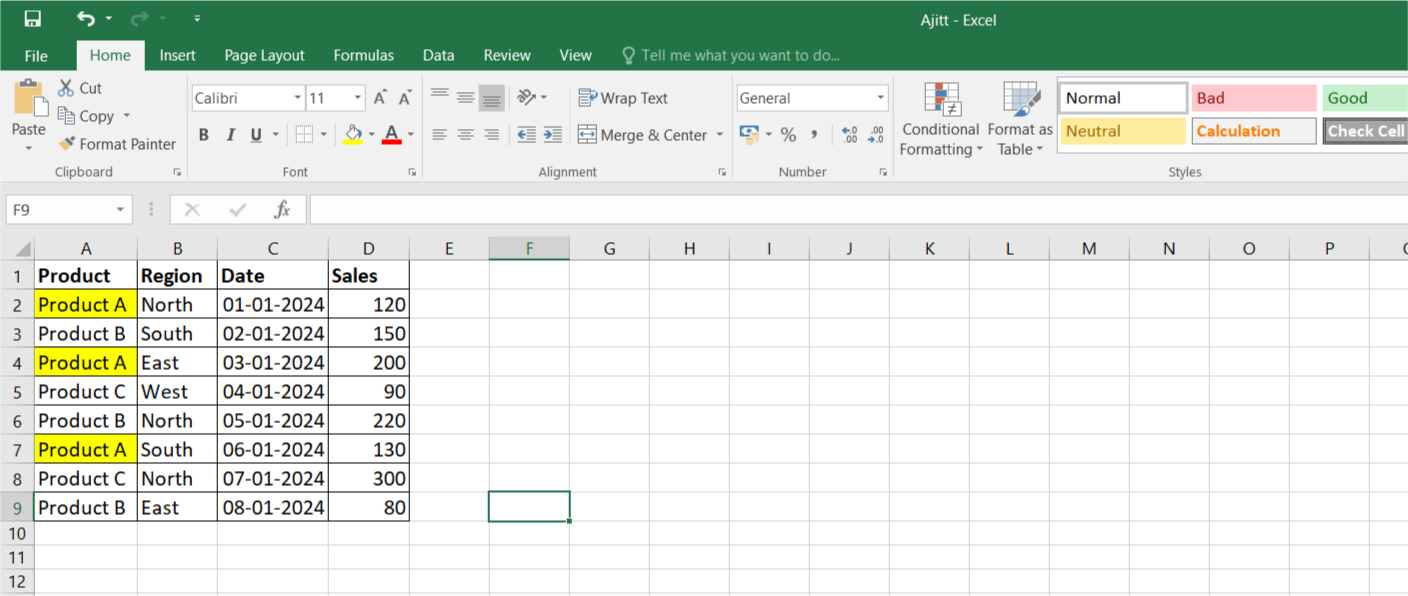 Ajitt - Excel
File Home Insert Page Layout Formulas Data Review View Tell me what you want to do...
Paste
Cut
Copy
Format Painter
Clipboard
Calibri 11
B I U A
Font
Wrap Text
Merge & Center
Alignment
General
% ,
Number
Conditional Formatting
Format as Table
Normal Bad Good
Neutral Calculation Check Cell
Styles
F9 fx
A B C D E F G H I J K L M N O P
1 Product Region Date Sales
2 Product A North 01-01-2024 120
3 Product B South 02-01-2024 150
4 Product A East 03-01-2024 200
5 Product C West 04-01-2024 90
6 Product B North 05-01-2024 220
7 Product A South 06-01-2024 130
8 Product C North 07-01-2024 300
9 Product B East 08-01-2024 80
10
11
12